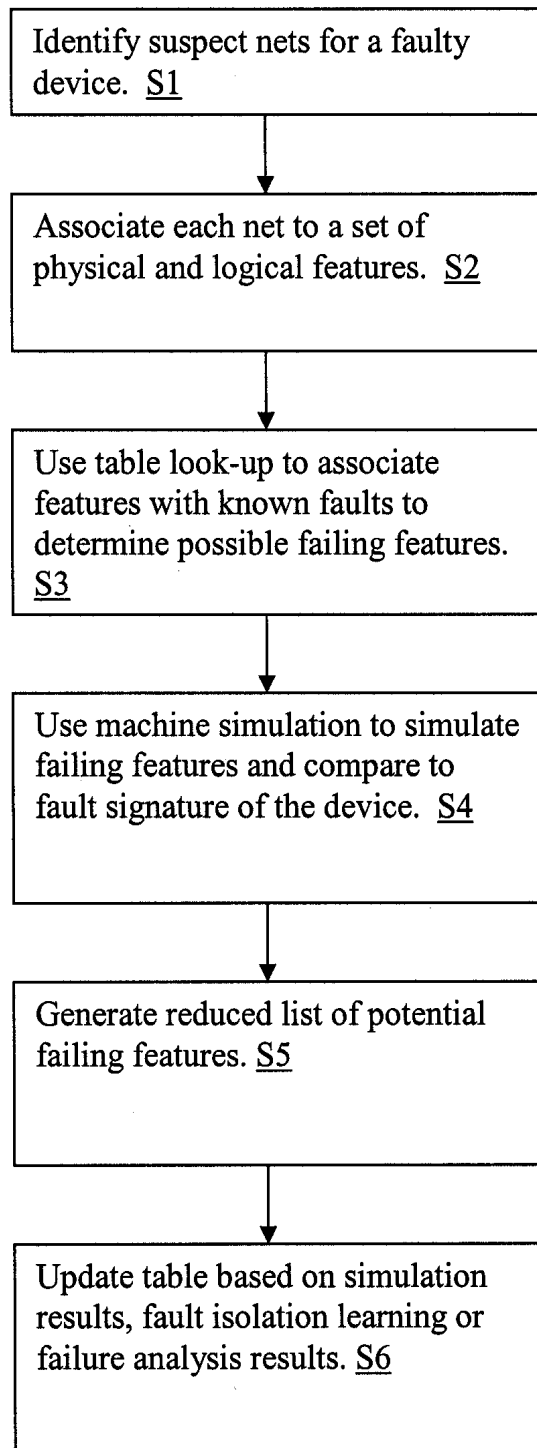 Identify suspect nets for a faulty
device. S1
Associate each net to a set of
physical and logical features. S2
Use table look-up to associate
features with known faults to
determine possible failing features.
S3
Use machine simulation to simulate
failing features and compare to
fault signature of the device. S4
Generate reduced list of potential
failing features. S5
Update table based on simulation
results, fault isolation learning or
failure analysis results. S6